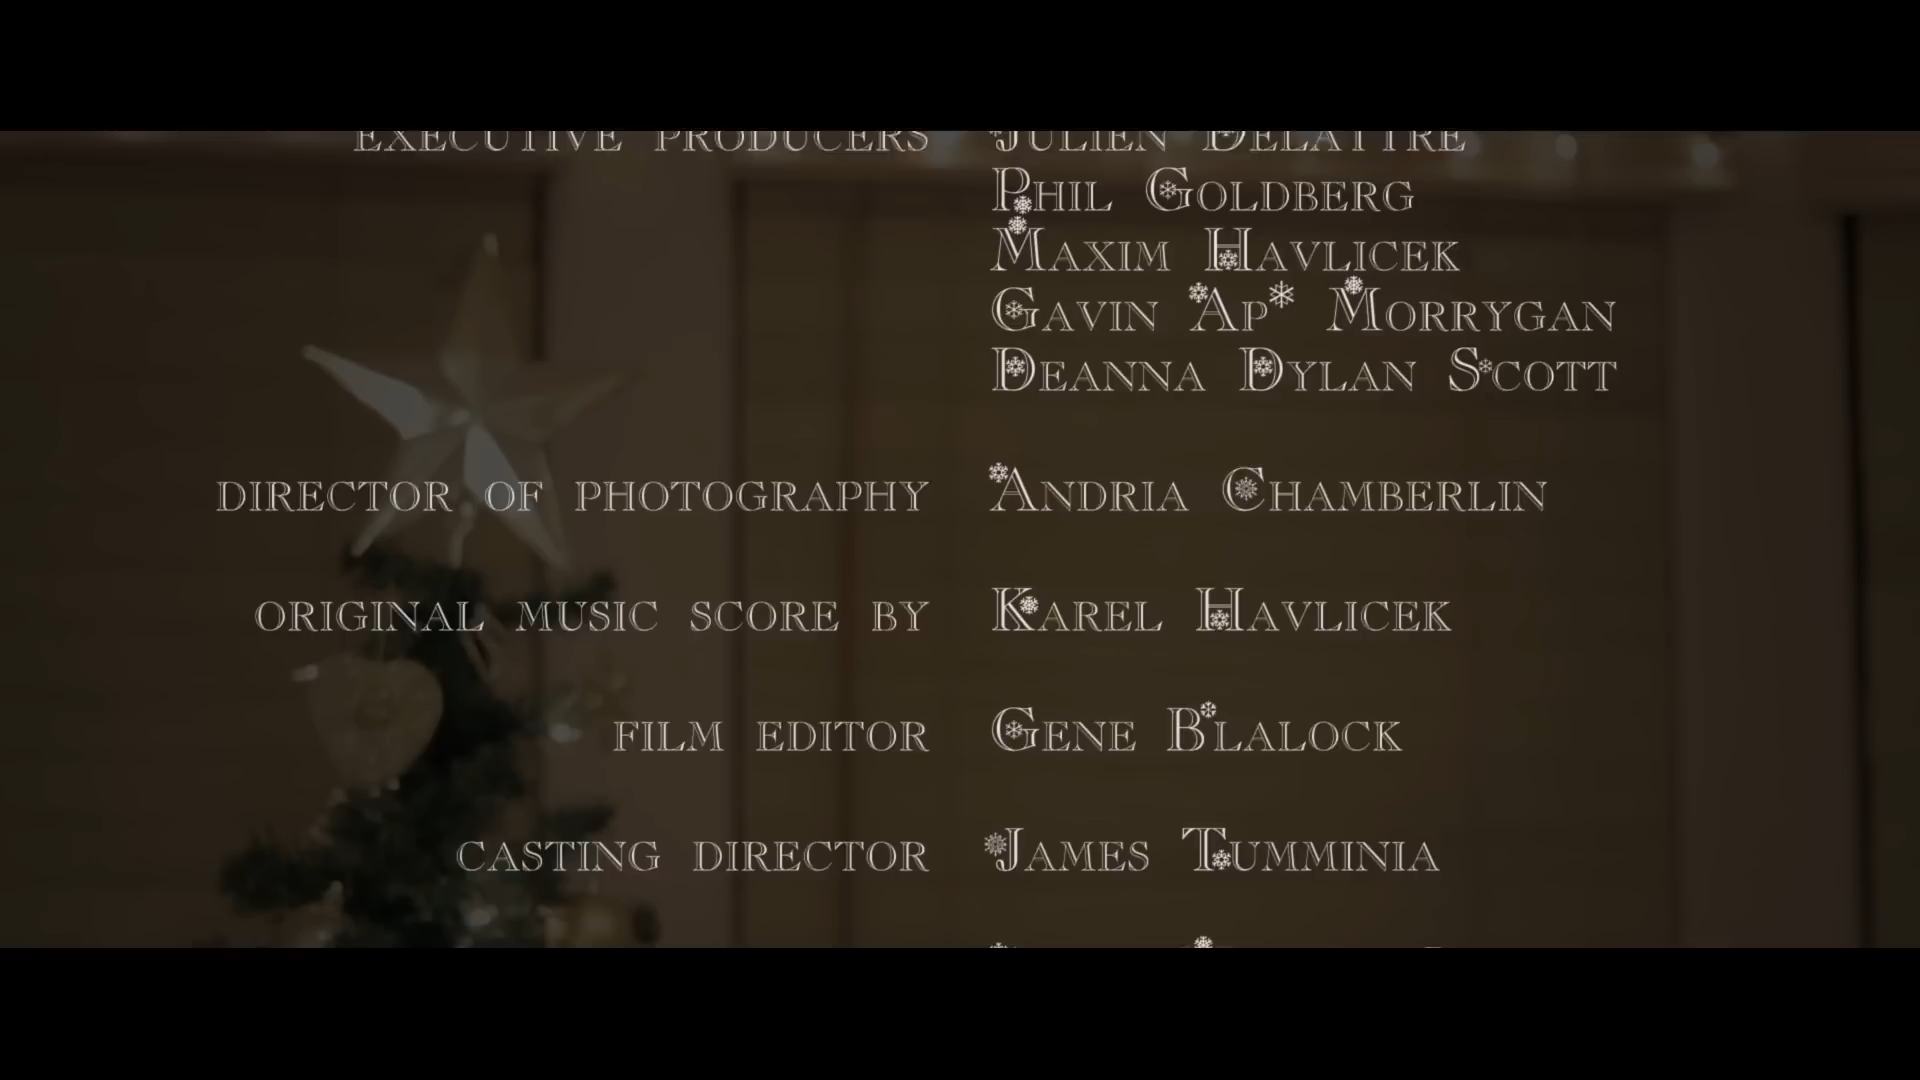 EXECUTIVE PRODUCERS JULIEN DELATTRE
PHIL GOLDBERG
MAXIM HAVLICEK
GAVIN AP* MORRYGAN
DEANNA DYLAN SCOTT
DIRECTOR OF PHOTOGRAPHY ANDRIA CHAMBERLIN
ORIGINAL MUSIC SCORE BY KAREL HAVLICEK
FILM EDITOR GENE BLALOCK
CASTING DIRECTOR JAMES TUMMINIA